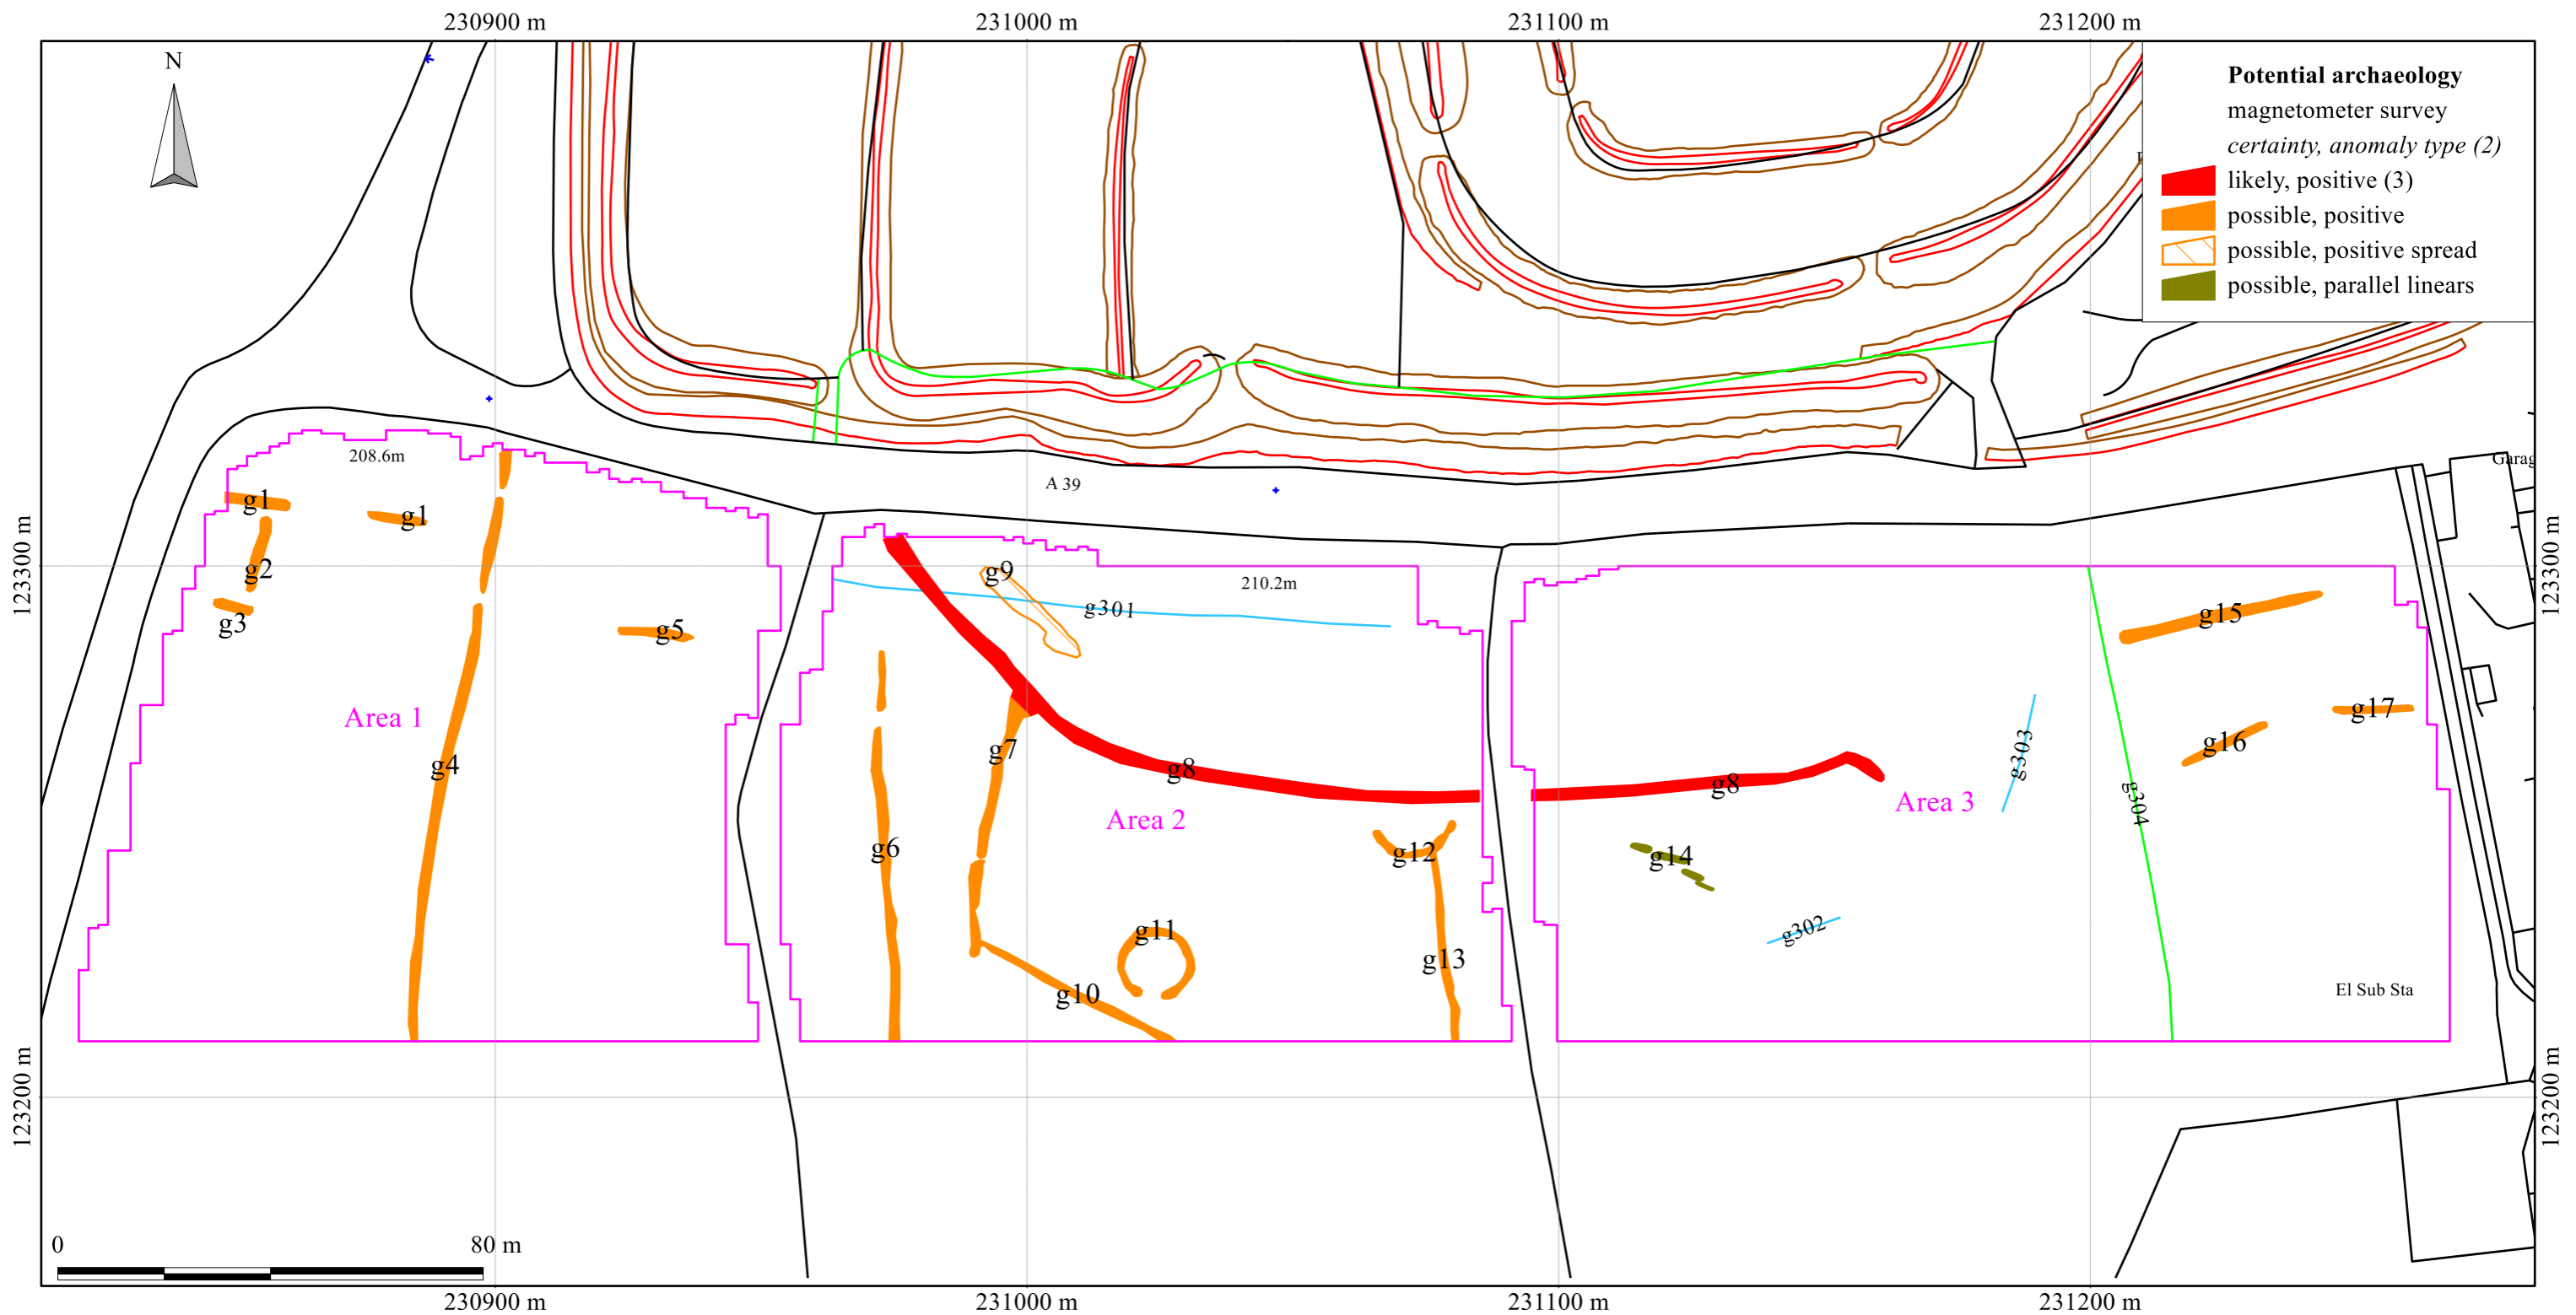 230900 m
231000 m
231100 m
231200 m
N
Potential archaeology
magnetometer survey
certainty, anomaly type (2)
likely, positive (3)
possible, positive
possible, positive spread
possible, parallel linears
208.6m
A 39
Garag
123300 m
123300 m
g1
g1
g2
g3
g5
g4
Area 1
g9
210.2m
g301
g7
g8
g6
Area 2
g12
g11
g13
g10
g15
g17
g16
g303
g304
g8
Area 3
g14
g302
El Sub Sta
123200 m
123200 m
0
80 m
230900 m
231000 m
231100 m
231200 m